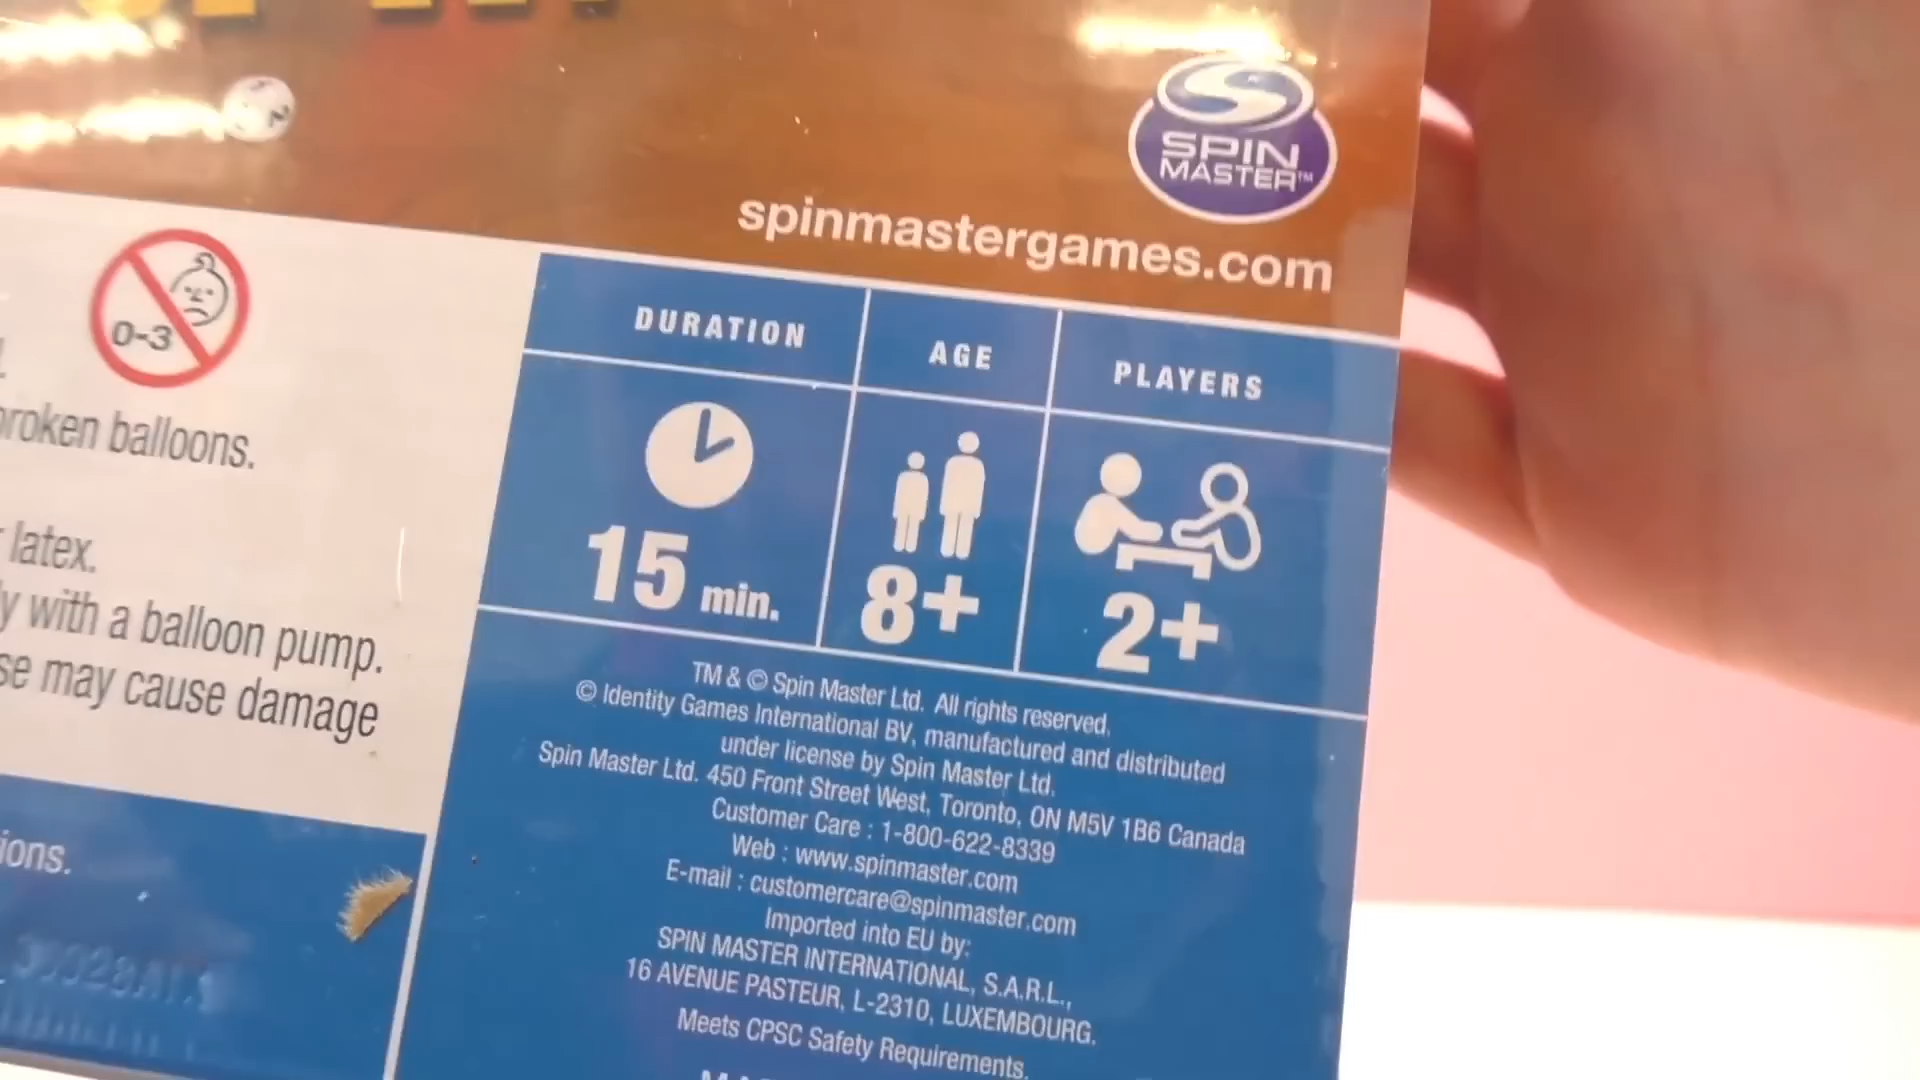 SPIN
MASTER™
spinmastergames.com
0-3
broken balloons.
latex.
with a balloon pump.
may cause damage
DURATION
AGE
PLAYERS
15 min.
8+
2+
TM & © Spin Master Ltd. All rights reserved.
© Identity Games International BV, manufactured and distributed
under license by Spin Master Ltd.
Spin Master Ltd. 450 Front Street West, Toronto, ON M5V 1B6 Canada
Customer Care : 1-800-622-8339
Web : www.spinmaster.com
E-mail : customercare@spinmaster.com
Imported into EU by:
SPIN MASTER INTERNATIONAL, S.A.R.L.,
16 AVENUE PASTEUR, L-2310, LUXEMBOURG.
Meets CPSC Safety Requirements.